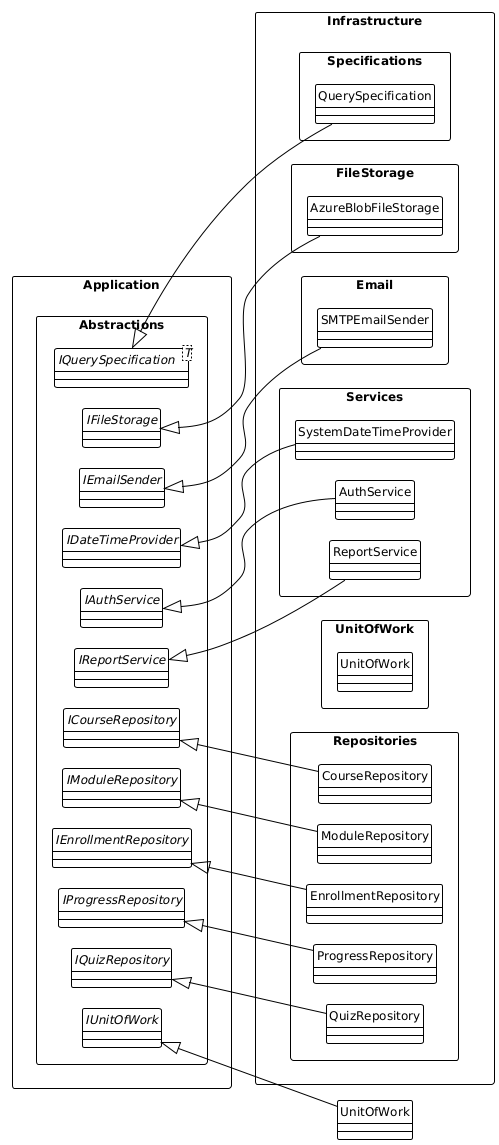 Infrastructure
Specifications
QuerySpecification
FileStorage
AzureBlobFileStorage
Email
SMTPEmailSender
Services
SystemDateTimeProvider
AuthService
ReportService
UnitOfWork
UnitOfWork
Repositories
CourseRepository
ModuleRepository
EnrollmentRepository
ProgressRepository
QuizRepository
Application
Abstractions
IQuerySpecification
T
IFileStorage
IEmailSender
IDateTimeProvider
IAuthService
IReportService
ICourseRepository
IModuleRepository
IEnrollmentRepository
IProgressRepository
IQuizRepository
IUnitOfWork
UnitOfWork